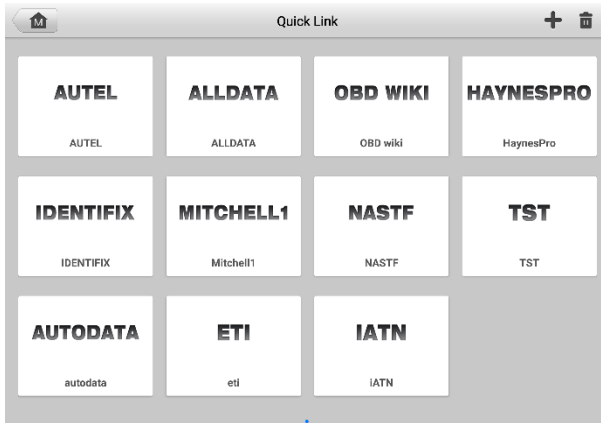 M
Quick Link
AUTEL
AUTEL
ALLDATA
ALLDATA
OBD WIKI
OBD wiki
HAYNESPRO
HaynesPro
IDENTIFIX
IDENTIFIX
MITCHELL1
Mitchell1
NASTF
NASTF
TST
TST
AUTODATA
autodata
ETI
eti
IATN
iATN